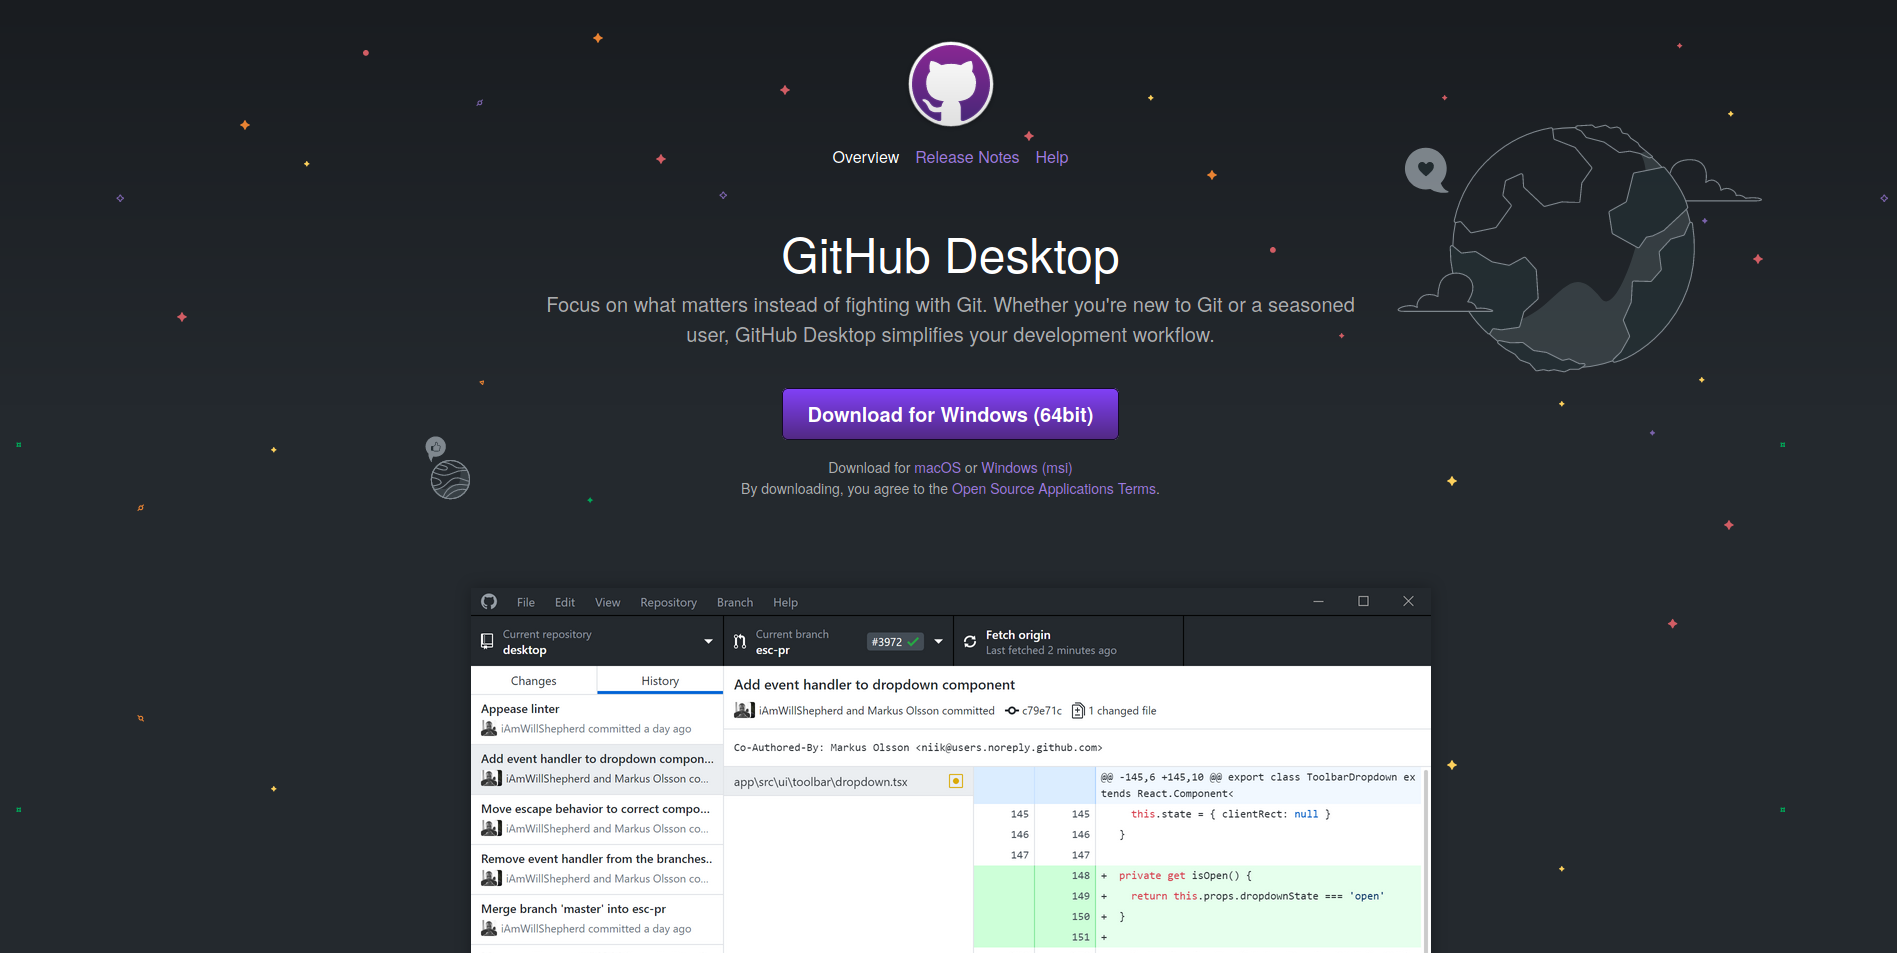 Overview Release Notes Help
GitHub Desktop
Focus on what matters instead of fighting with Git. Whether you're new to Git or a seasoned
user, GitHub Desktop simplifies your development workflow.
Download for Windows (64bit)
Download for macOS or Windows (msi)
By downloading, you agree to the Open Source Applications Terms.
File Edit View Repository Branch Help
Current repository
desktop
Current branch
esc-pr
#3972
Fetch origin
Last fetched 2 minutes ago
Changes History
Appease linter
iAmWillShepherd committed a day ago
Add event handler to dropdown compon...
iAmWillShepherd and Markus Olsson co...
Move escape behavior to correct compo...
iAmWillShepherd and Markus Olsson co...
Remove event handler from the branches..
iAmWillShepherd and Markus Olsson co...
Merge branch 'master' into esc-pr
iAmWillShepherd committed a day ago
Add event handler to dropdown component
iAmWillShepherd and Markus Olsson committed c79e71c 1 changed file
Co-Authored-By: Markus Olsson <niik@users.noreply.github.com>
app\src\ui\toolbar\dropdown.tsx
@@ -145,6 +145,10 @@ export class ToolbarDropdown ex
tends React.Component<
145 145 this.state = { clientRect: null }
146 146 }
147 147
148 + private get isOpen() {
149 + return this.props.dropdownState === 'open'
150 + }
151 +